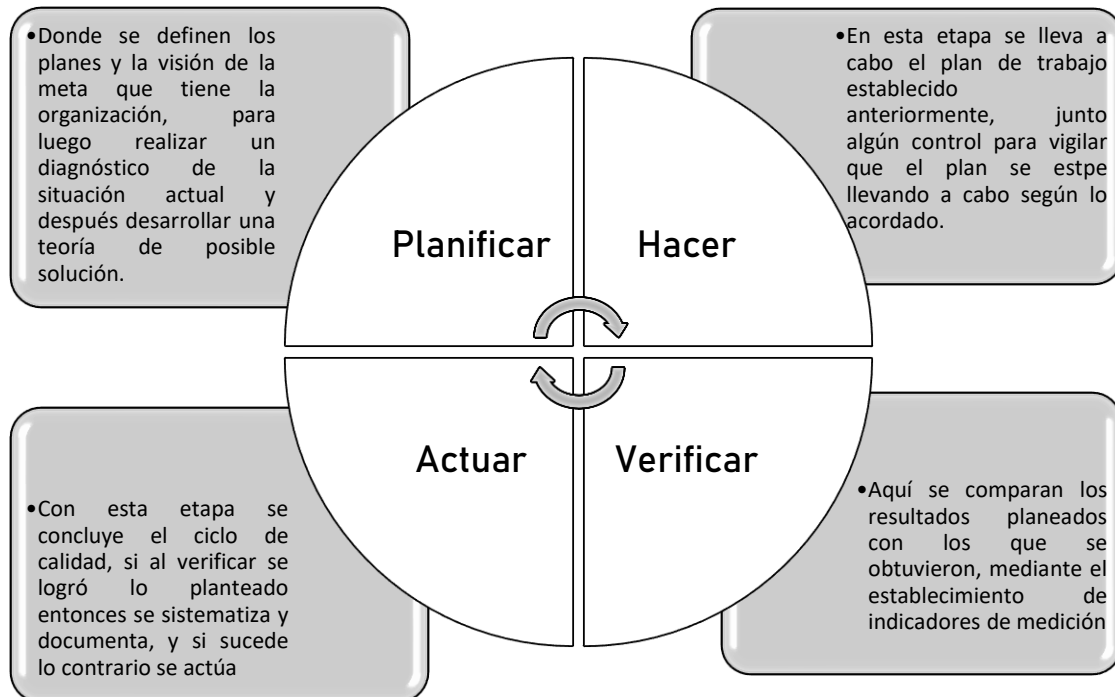 •Donde se definen los
planes y la visión de la
meta que tiene la
organización, para
luego realizar un
diagnóstico de la
situación actual y
después desarrollar una
teoría de posible
solución.
•En esta etapa se lleva a
cabo el plan de trabajo
establecido
anteriormente, junto
algún control para vigilar
que el plan se estpe
llevando a cabo según lo
acordado.
Planificar
Hacer
Actuar
Verificar
•Con esta etapa se
concluye el ciclo de
calidad, si al verificar se
logró lo planteado
entonces se sistematiza y
documenta, y si sucede
lo contrario se actúa
•Aquí se comparan los
resultados planeados
con los que se
obtuvieron, mediante el
establecimiento de
indicadores de medición